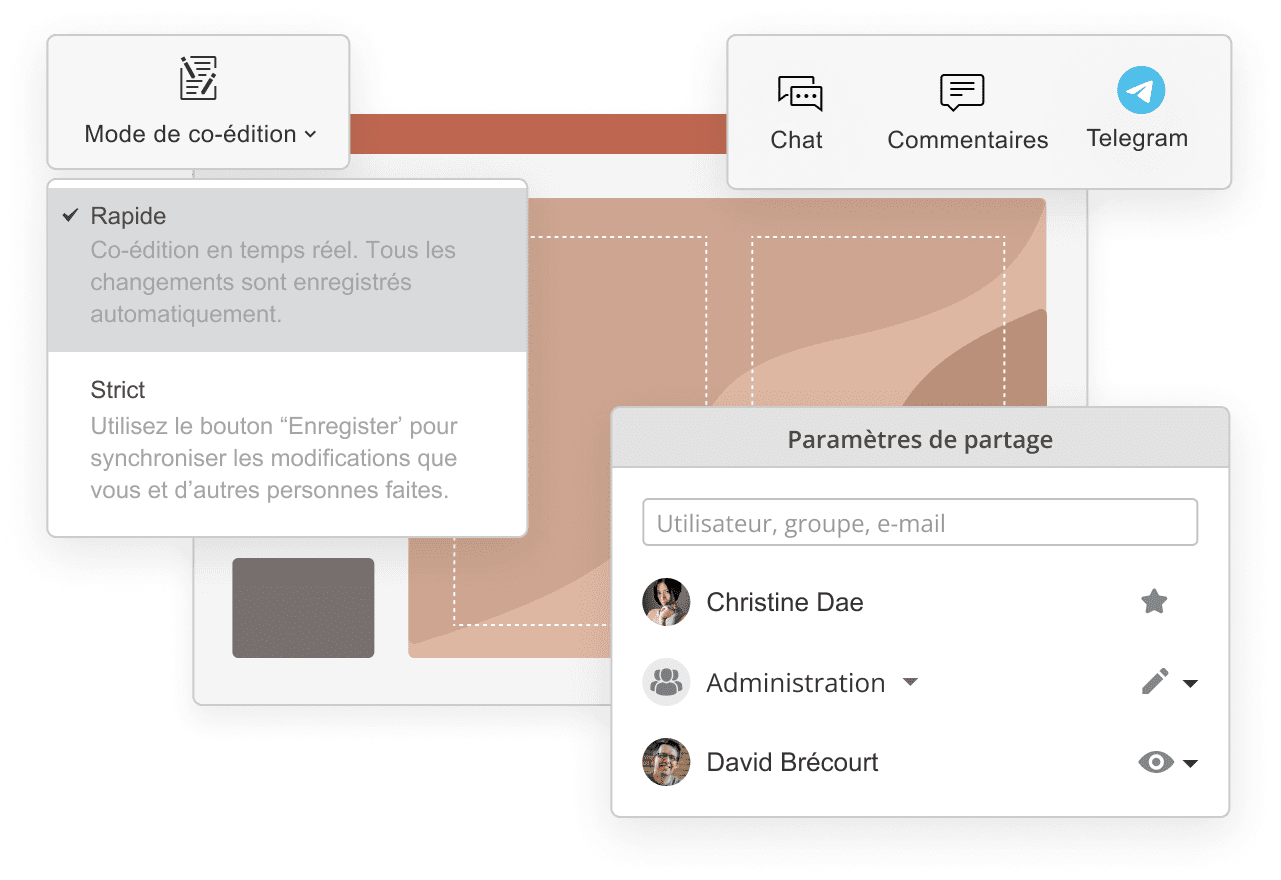 Mode de co-édition
Chat
Commentaires
Telegram
Rapide
Co-édition en temps réel. Tous les
changements sont enregistrés
automatiquement.
Strict
Utilisez le bouton “Enregister’ pour
synchroniser les modifications que
vous et d’autres personnes faites.
Paramètres de partage
Utilisateur, groupe, e-mail
Christine Dae
Administration
David Brécourt